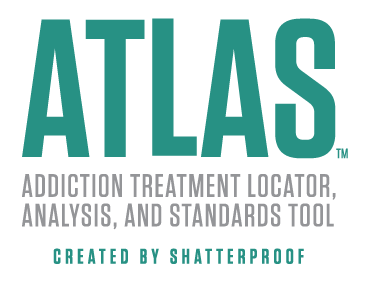 ATLAS™
ADDICTION TREATMENT LOCATOR,
ANALYSIS, AND STANDARDS TOOL
CREATED BY SHATTERPROOF